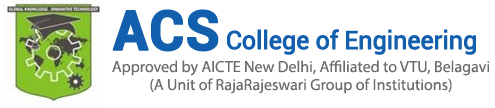 GLOBAL KNOWLEDGE - INNOVATIVE TECHNOLOGY
ACS College of Engineering
Approved by AICTE New Delhi, Affiliated to VTU, Belagavi
(A Unit of RajaRajeswari Group of Institutions)